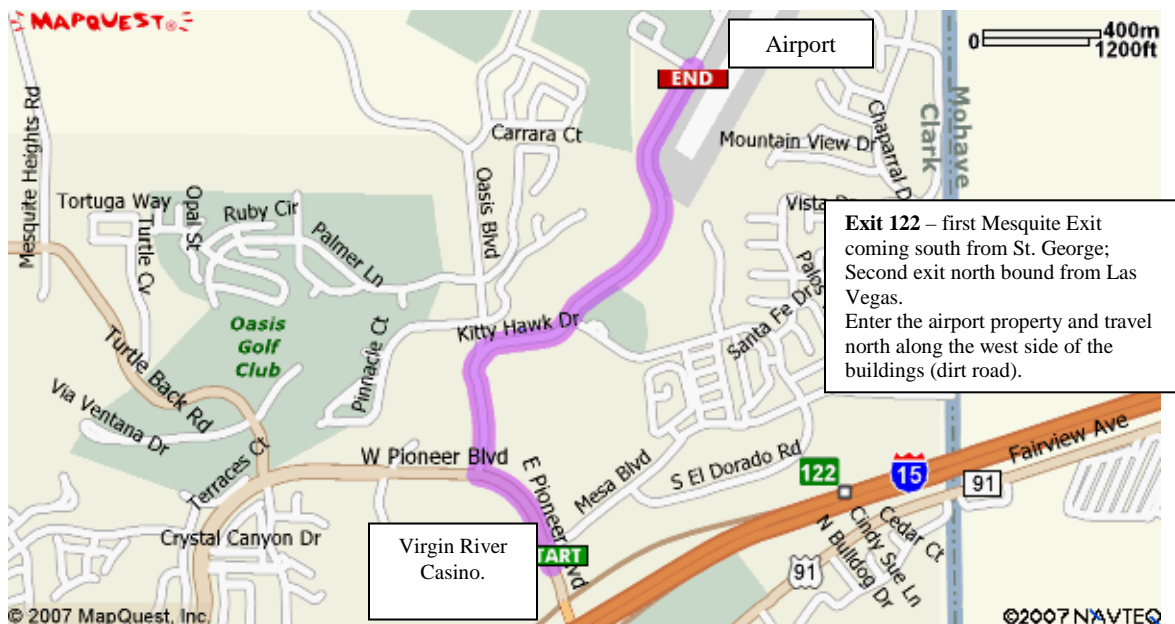 MAPQUEST®
Airport
0 400m
1200ft
END
Mesquite Heights Rd
Carrara Ct
Oasis Blvd
Mountain View Dr
Chaparral D
Mohave
Clark
Tortuga Way
Opal St
Ruby Cir
Turtle Cv
Palmer Ln
Vista
Exit 122 – first Mesquite Exit
coming south from St. George;
Second exit north bound from Las
Vegas.
Enter the airport property and travel
north along the west side of the
buildings (dirt road).
Palos
Santa Fe Dr
Kitty Hawk Dr
Oasis
Golf
Club
Pinnacle Ct
Turtle Back Rd
Via Ventana Dr
Terraces Ct
W Pioneer Blvd
E Pioneer Blvd
Mesa Blvd
S El Dorado Rd
122
15
Fairview Ave
91
Crystal Canyon Dr
Virgin River
Casino.
TART
91
N Bulldog Dr
Cindy Sue Ln
Cedar Ct
© 2007 MapQuest, Inc.
©2007 NAVTEQ